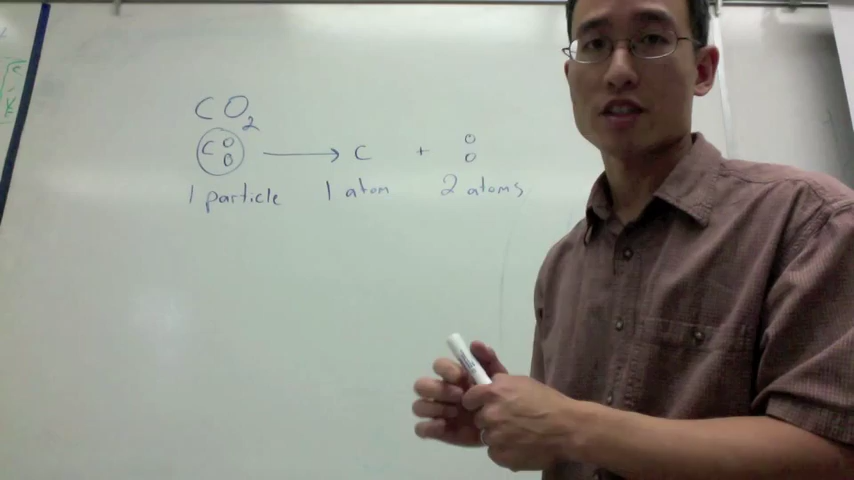 CO₂
C O O → C + O O
1 particle 1 atom 2 atoms